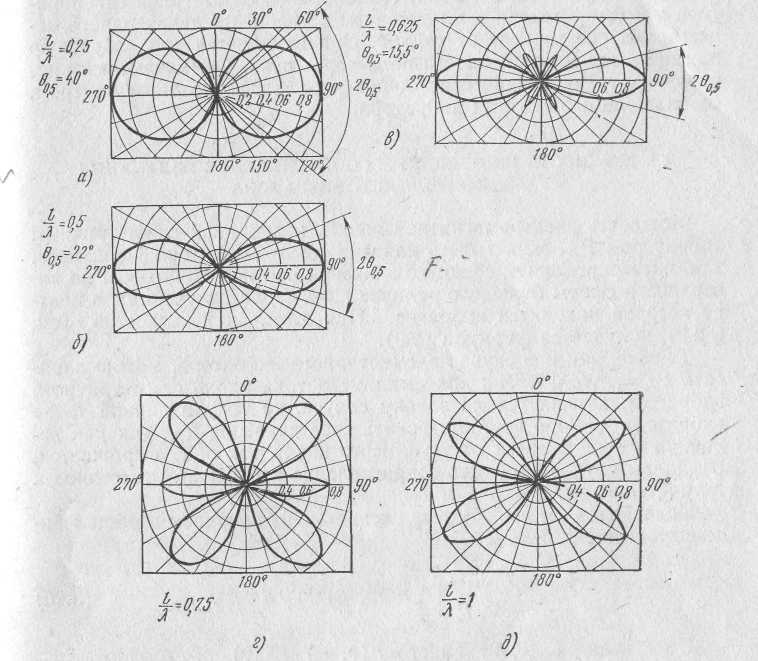 l/λ = 0,25
θ0,5 = 40°
0° 30° 60°
270° 0,2 0,4 0,6 0,8 90° 2θ0,5
180° 150° 120°
а)
l/λ = 0,625
θ0,5 = 15,5°
270° 0,6 0,8 90° 2θ0,5
180°
в)
l/λ = 0,5
θ0,5 = 22°
270° 0,4 0,6 0,8 90° 2θ0,5
180°
б)
F
0°
270° 0,4 0,6 0,8 90°
180°
l/λ = 0,75
г)
0°
270° 0,4 0,6 0,8 90°
180°
l/λ = 1
д)